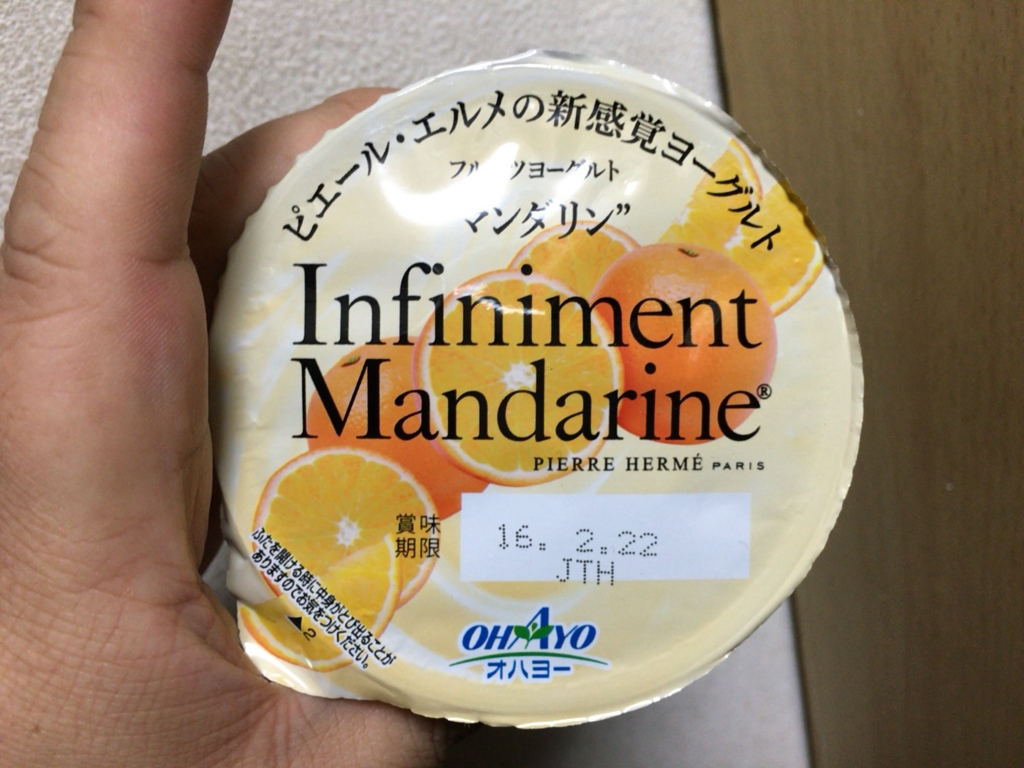 ピエール・エルメの新感覚ヨーグルト
フルーツヨーグルト
マンダリン”
Infiniment
Mandarine®
PIERRE HERMÉ PARIS
賞味
期限
16. 2.22
JTH
ふたを開ける時に中身がとび出ることが
ありますのでお気をつけください。
▲2
OHAYO
オハヨー